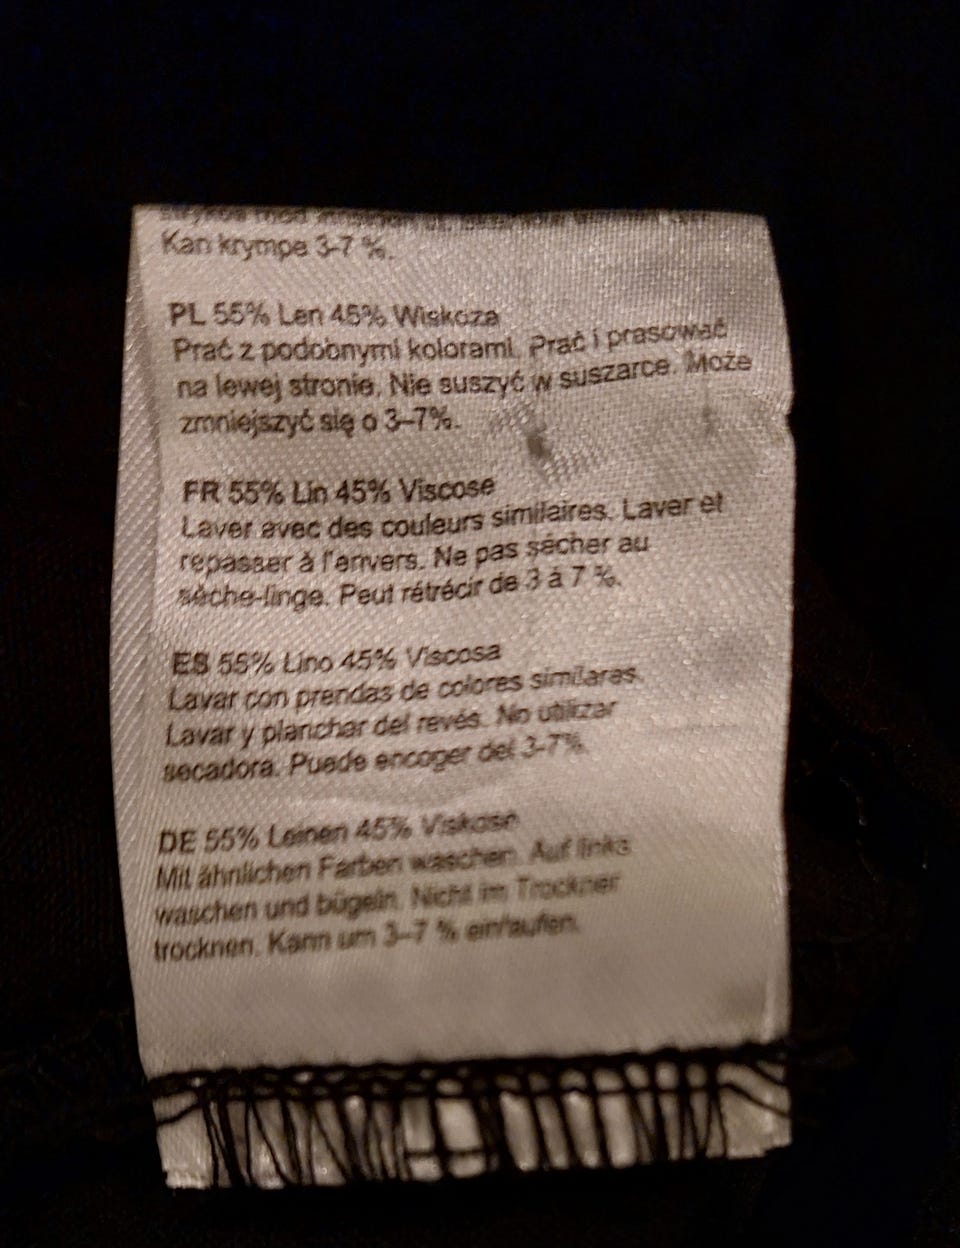 Kan krympe 3-7 %.
PL 55% Len 45% Wiskoza
Prać z podobnymi kolorami. Prać i prasować
na lewej stronie. Nie suszyć w suszarce. Może
zmniejszyć się o 3–7%.
FR 55% Lin 45% Viscose
Laver avec des couleurs similaires. Laver et
repasser à l'envers. Ne pas sécher au
sèche-linge. Peut rétrécir de 3 à 7 %.
ES 55% Lino 45% Viscosa
Lavar con prendas de colores similares.
Lavar y planchar del revés. No utilizar
secadora. Puede encoger del 3-7%.
DE 55% Leinen 45% Viskose
Mit ähnlichen Farben waschen. Auf links
waschen und bügeln. Nicht im Trockner
trocknen. Kann um 3–7 % einlaufen.